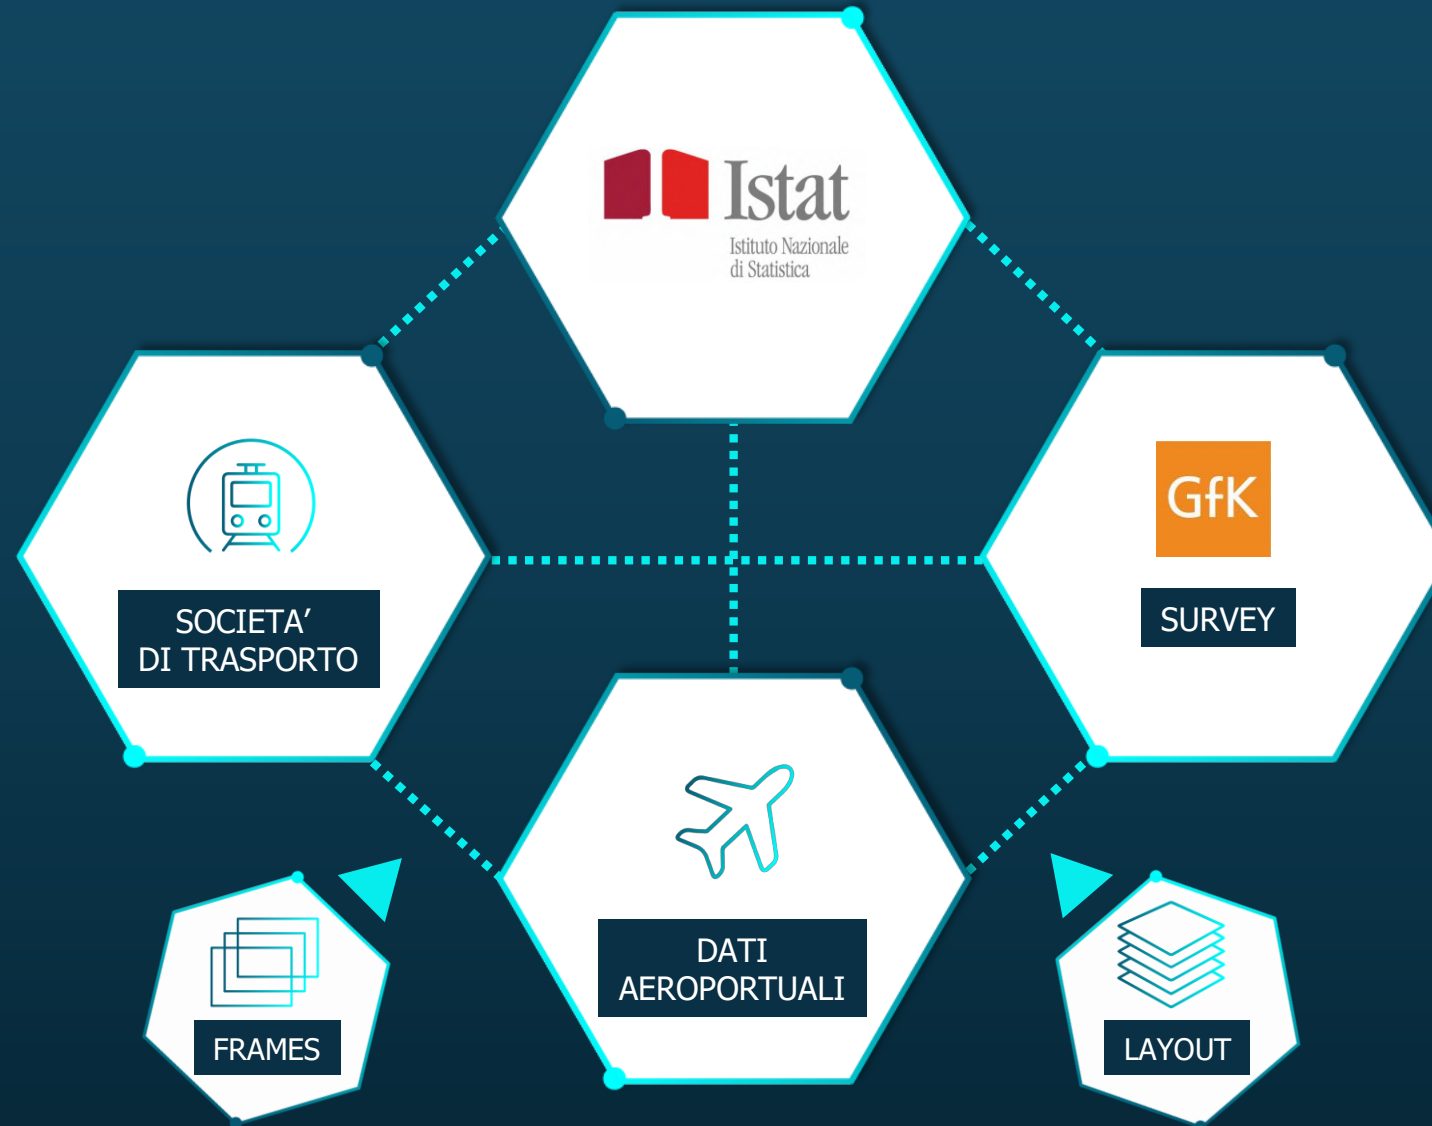 Istat
Istituto Nazionale
di Statistica
SOCIETA’
DI TRASPORTO
GfK
SURVEY
DATI
AEROPORTUALI
FRAMES
LAYOUT